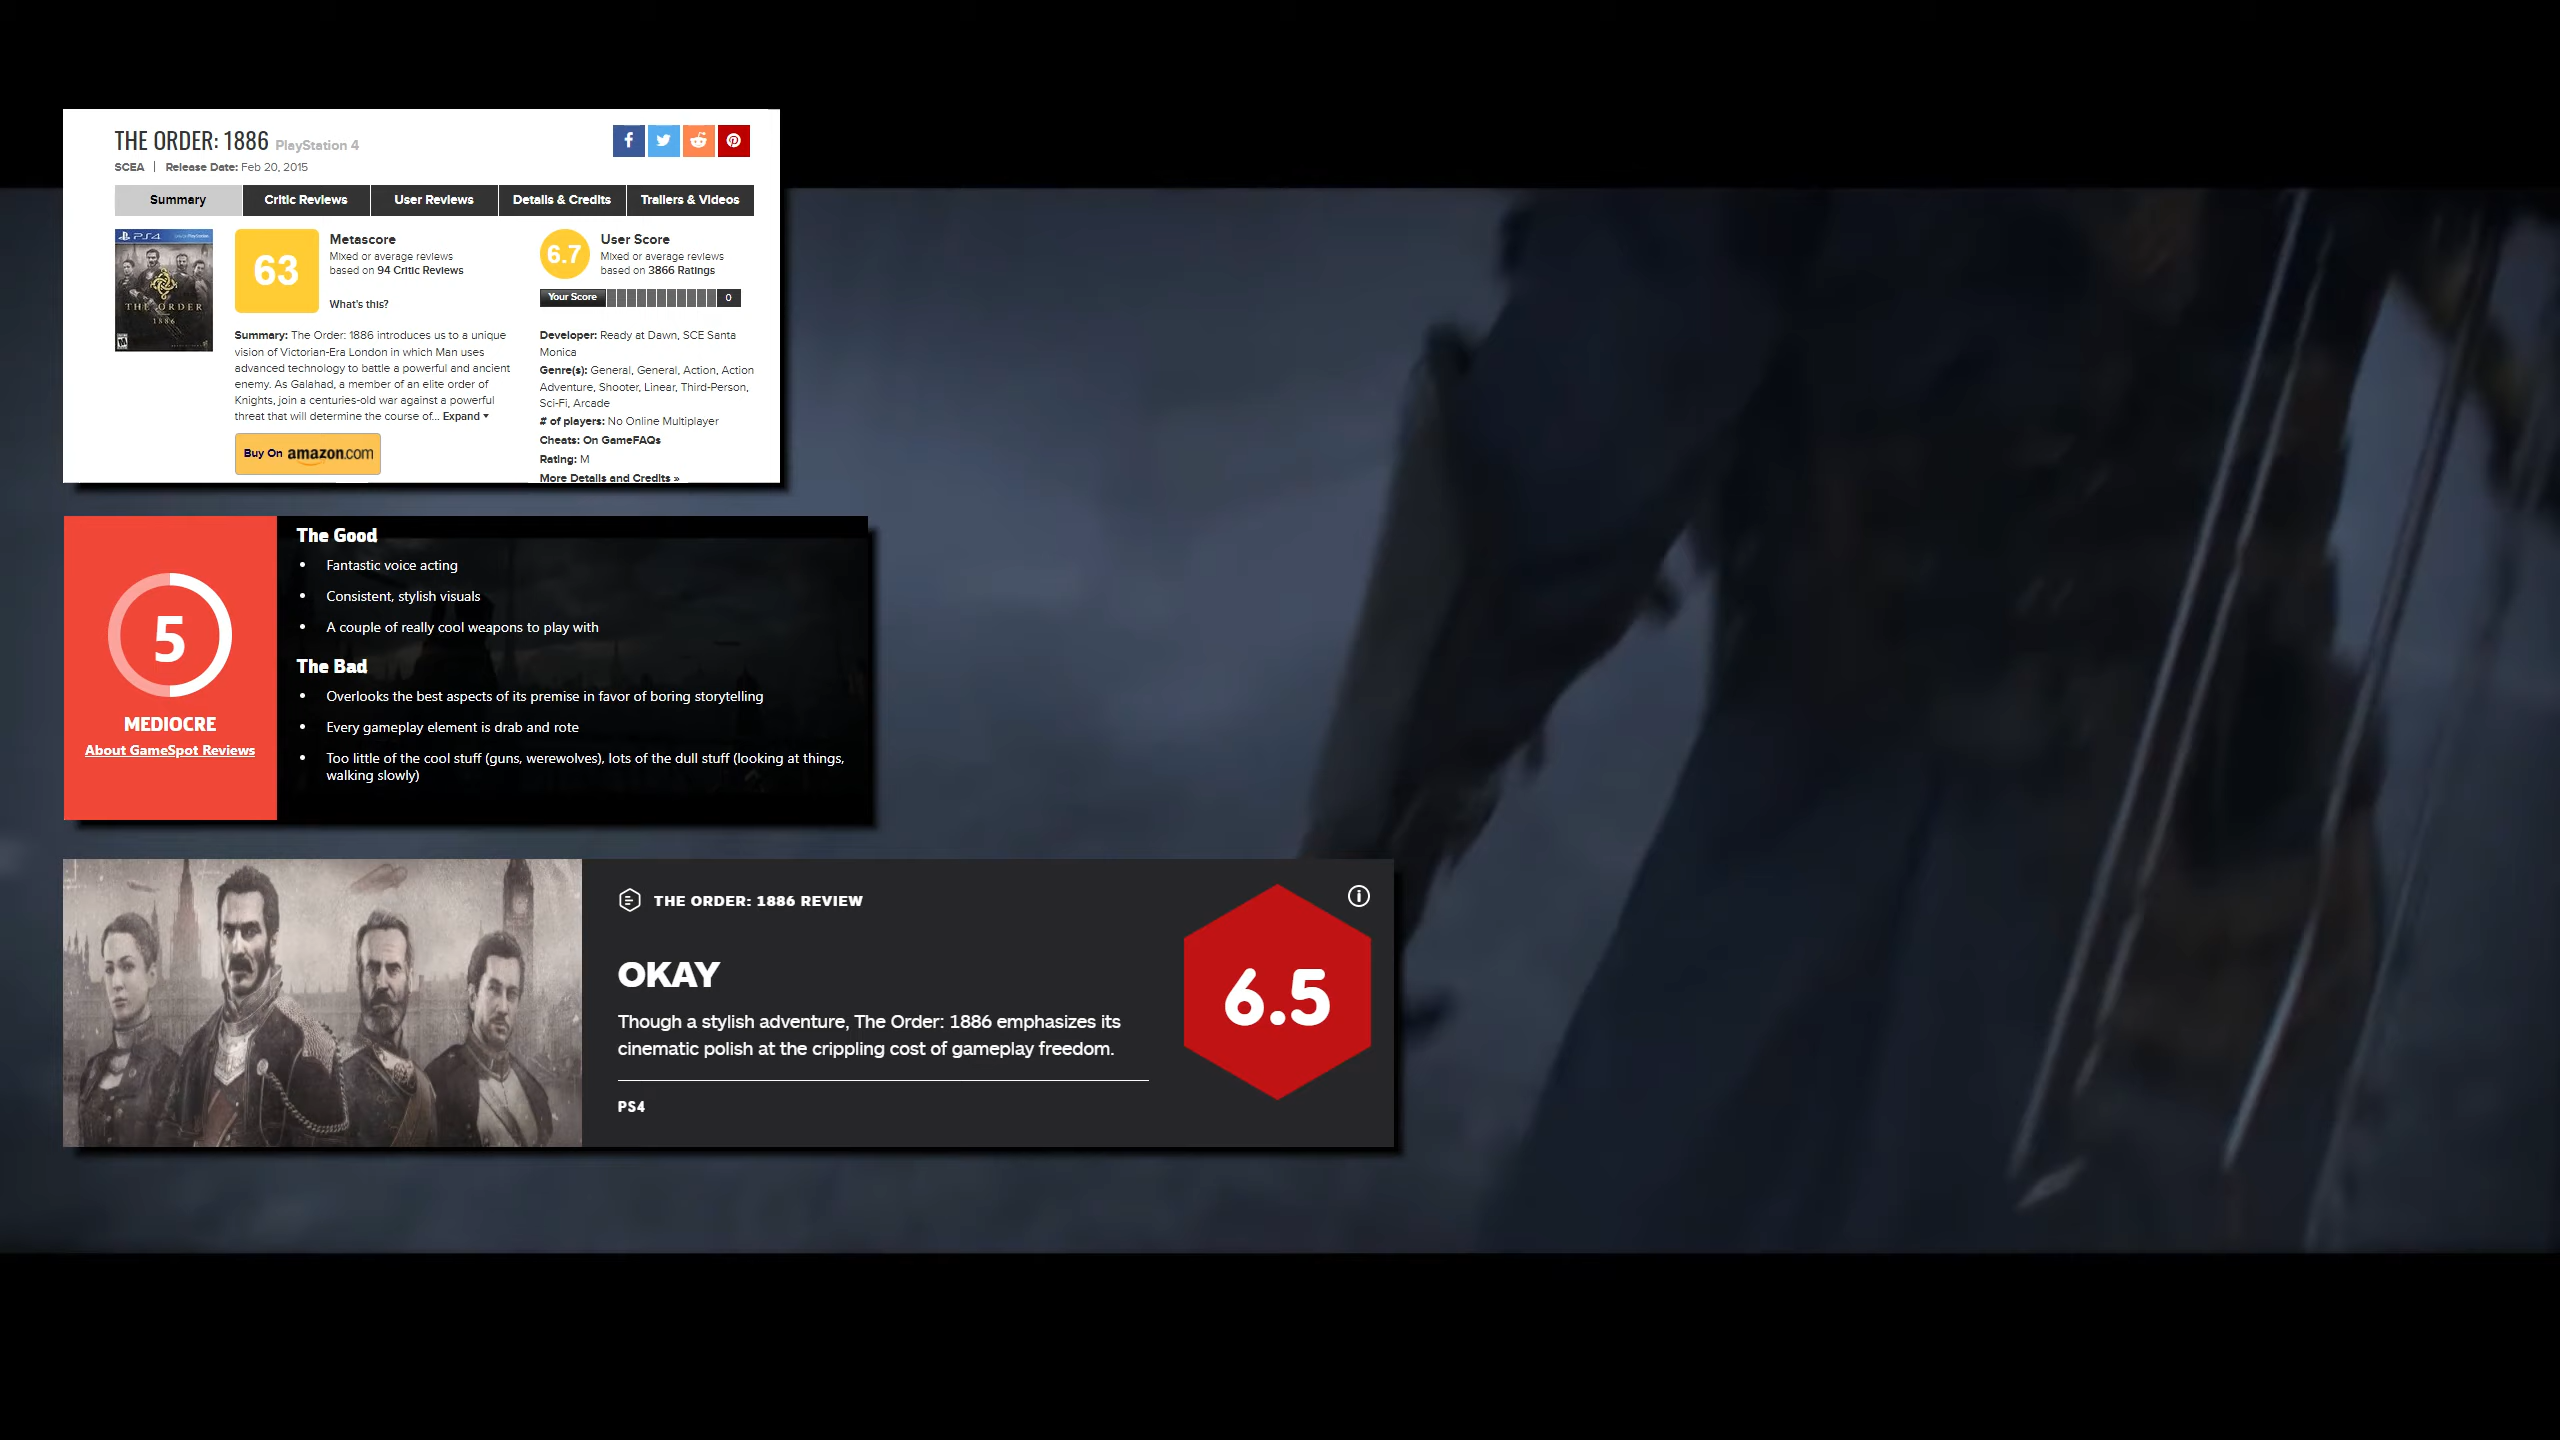 THE ORDER: 1886 PlayStation 4
SCEA | Release Date: Feb 20, 2015
Summary Critic Reviews User Reviews Details & Credits Trailers & Videos
PS4
THE ORDER
1886
63
Metascore
Mixed or average reviews
based on 94 Critic Reviews
What's this?
6.7
User Score
Mixed or average reviews
based on 3866 Ratings
Your Score 0
Summary: The Order: 1886 introduces us to a unique
vision of Victorian-Era London in which Man uses
advanced technology to battle a powerful and ancient
enemy. As Galahad, a member of an elite order of
Knights, join a centuries-old war against a powerful
threat that will determine the course of... Expand
Buy On amazon.com
Developer: Ready at Dawn, SCE Santa
Monica
Genre(s): General, General, Action, Action
Adventure, Shooter, Linear, Third-Person,
Sci-Fi, Arcade
# of players: No Online Multiplayer
Cheats: On GameFAQs
Rating: M
More Details and Credits »
5
MEDIOCRE
About GameSpot Reviews
The Good
• Fantastic voice acting
• Consistent, stylish visuals
• A couple of really cool weapons to play with
The Bad
• Overlooks the best aspects of its premise in favor of boring storytelling
• Every gameplay element is drab and rote
• Too little of the cool stuff (guns, werewolves), lots of the dull stuff (looking at things,
walking slowly)
THE ORDER: 1886 REVIEW
OKAY
Though a stylish adventure, The Order: 1886 emphasizes its
cinematic polish at the crippling cost of gameplay freedom.
PS4
6.5